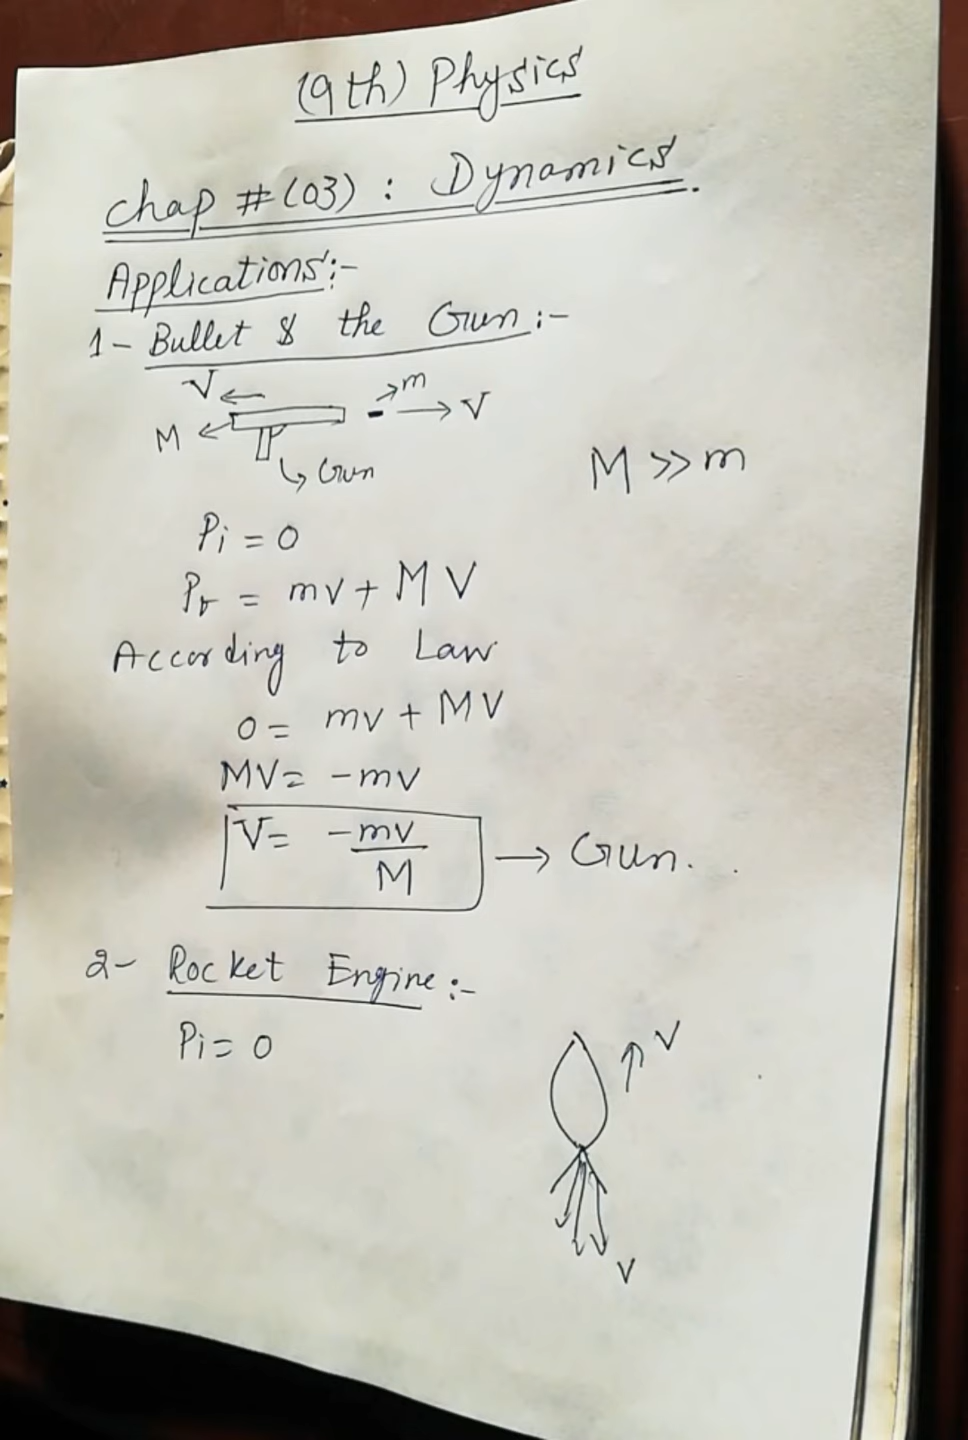 (9th) Physics
Chap # (03) : Dynamics.
Applications:-
1- Bullet & the Gun:-
V m
M V
Gun
M >> m
Pi = 0
Pf = mv + MV
According to Law
0 = mv + MV
MV = -mv
V = -mv/M → Gun.
2- Rocket Engine:-
Pi = 0
V
v